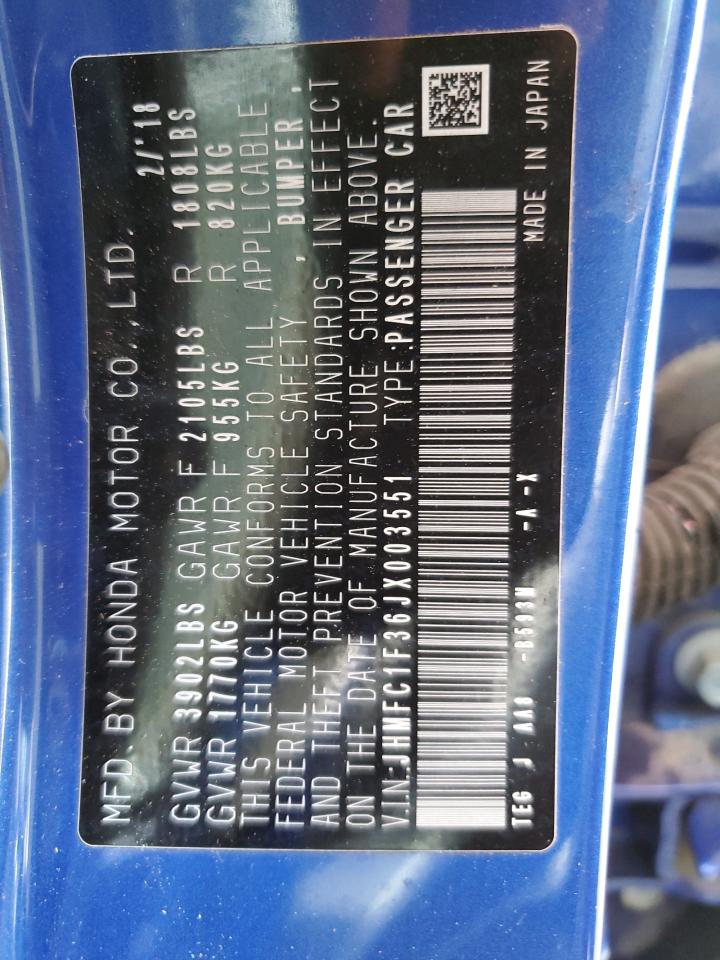 MFD. BY HONDA MOTOR CO., LTD. 2/'18
GVWR 3902LBS GAWR F 2105LBS R 1808LBS
GVWR 1770KG GAWR F 955KG R 820KG
THIS VEHICLE CONFORMS TO ALL APPLICABLE
FEDERAL MOTOR VEHICLE SAFETY , BUMPER ,
AND THEFT PREVENTION STANDARDS IN EFFECT
ON THE DATE OF MANUFACTURE SHOWN ABOVE.
V.I.N.:JHMFC1F36JX003551 TYPE:PASSENGER CAR
TEG J AA8 -B593M -A -X MADE IN JAPAN